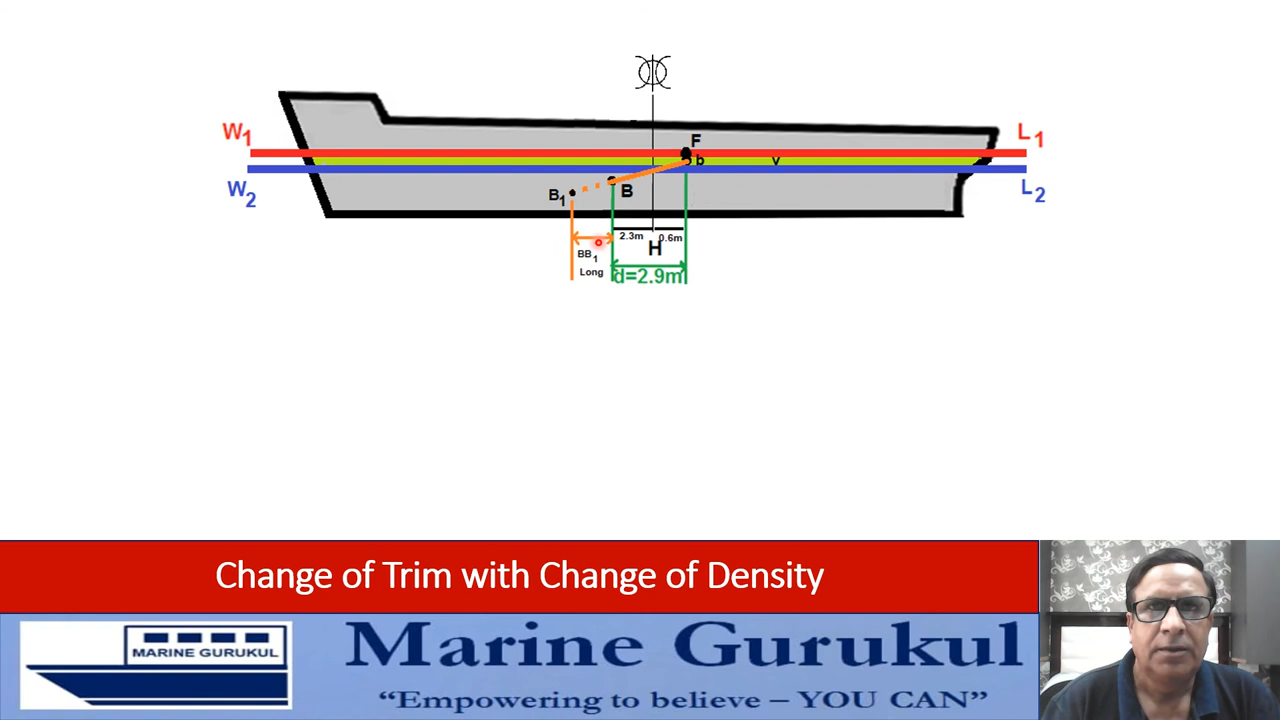 W1
L1
F
b
v
W2
L2
B1
B
2.3m
0.6m
H
BB1
Long
d=2.9m
Change of Trim with Change of Density
MARINE GURUKUL
Marine Gurukul
“Empowering to believe – YOU CAN”